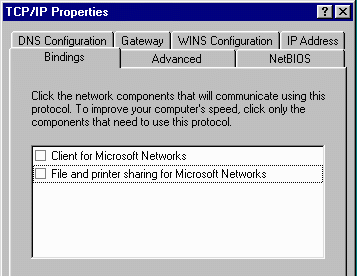 TCP/IP Properties
DNS Configuration Gateway WINS Configuration IP Address
Bindings Advanced NetBIOS
Click the network components that will communicate using this
protocol. To improve your computer's speed, click only the
components that need to use this protocol.
Client for Microsoft Networks
File and printer sharing for Microsoft Networks